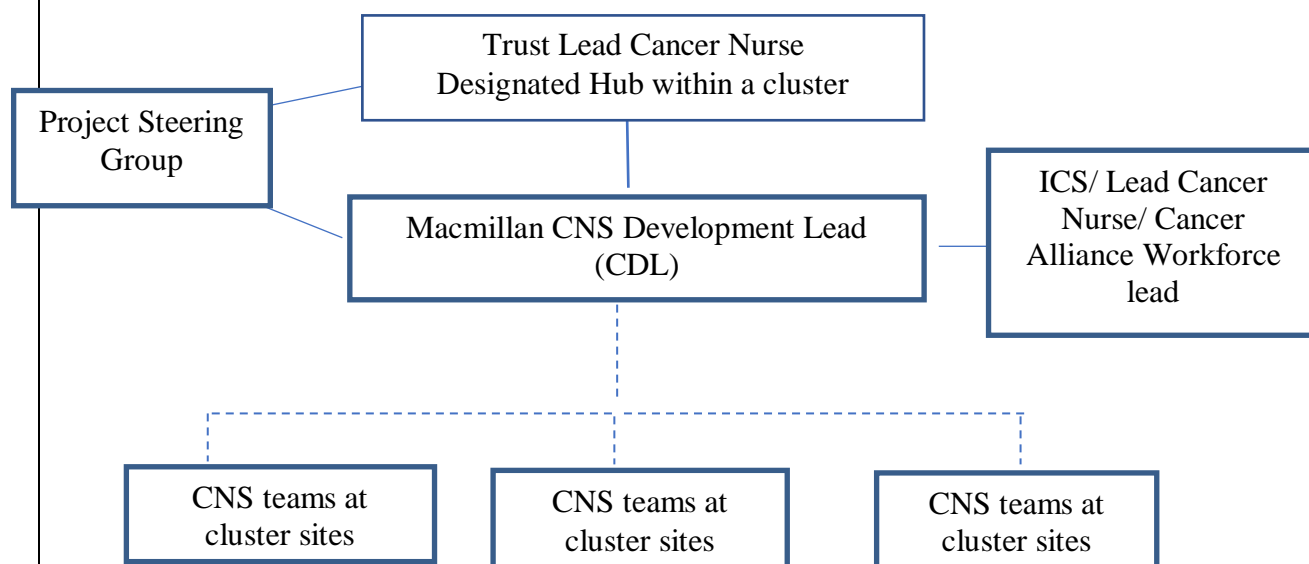 Trust Lead Cancer Nurse
Designated Hub within a cluster
Project Steering
Group
ICS/ Lead Cancer
Nurse/ Cancer
Alliance Workforce
lead
Macmillan CNS Development Lead
(CDL)
CNS teams at
cluster sites
CNS teams at
cluster sites
CNS teams at
cluster sites